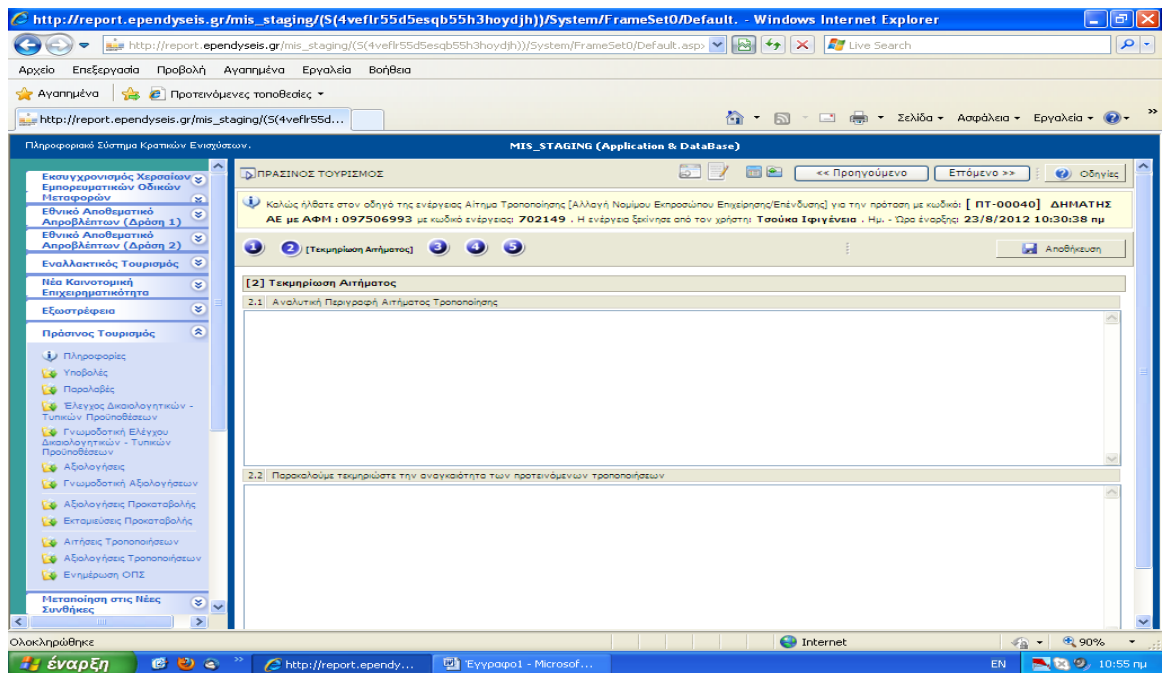 http://report.ependyseis.gr/mis_staging/(S(4veflr55d5esqb55h3hoydjh))/System/FrameSet0/Default. - Windows Internet Explorer
http://report.ependyseis.gr/mis_staging/(S(4veflr55d5esqb55h3hoydjh))/System/FrameSet0/Default.asp
Live Search
Αρχείο Επεξεργασία Προβολή Αγαπημένα Εργαλεία Βοήθεια
Αγαπημένα Προτεινόμενες τοποθεσίες
http://report.ependyseis.gr/mis_staging/(S(4veflr55d...
Σελίδα Ασφάλεια Εργαλεία
Πληροφοριακό Σύστημα Κρατικών Ενισχύσεων. MIS_STAGING (Application & DataBase)
Εκσυγχρονισμός Χερσαίων
Εμπορευματικών Οδικών
Μεταφορών
Εθνικό Αποθεματικό
Απροβλέπτων (Δράση 1)
Εθνικό Αποθεματικό
Απροβλέπτων (Δράση 2)
Εναλλακτικός Τουρισμός
Νέα Καινοτομική
Επιχειρηματικότητα
Εξωστρέφεια
Πράσινος Τουρισμός
Πληροφορίες
Υποβολές
Παραλαβές
Έλεγχος Δικαιολογητικών -
Τυπικών Προϋποθέσεων
Γνωμοδοτική Ελέγχου
Δικαιολογητικών - Τυπικών
Προϋποθέσεων
Αξιολογήσεις
Γνωμοδοτική Αξιολογήσεων
Αξιολογήσεις Προκαταβολής
Εκταμιεύσεις Προκαταβολής
Αιτήσεις Τροποποιήσεων
Αξιολογήσεις Τροποποιήσεων
Ενημέρωση ΟΠΣ
Μεταποίηση στις Νέες
Συνθήκες
ΠΡΑΣΙΝΟΣ ΤΟΥΡΙΣΜΟΣ
<< Προηγούμενο Επόμενο >> Οδηγίες
Καλώς ήλθατε στον οδηγό της ενέργειας Αίτημα Τροποποίησης [Αλλαγή Νομίμου Εκπροσώπου Επιχείρησης/Επένδυσης] για την πρόταση με κωδικό: [ ΠΤ-00040] ΔΗΜΑΤΗΣ
ΑΕ με ΑΦΜ : 097506993 με κωδικό ενέργειας: 702149 . Η ενέργεια ξεκίνησε από τον χρήστη: Τσούκα Ιφιγένεια . Ημ. - Ώρα έναρξης: 23/8/2012 10:30:38 πμ
1 2 [Τεκμηρίωση Αιτήματος] 3 4 5 Αποθήκευση
[2] Τεκμηρίωση Αιτήματος
2.1 Αναλυτική Περιγραφή Αιτήματος Τροποποίησης
2.2 Παρακαλούμε τεκμηριώστε την αναγκαιότητα των προτεινόμενων τροποποιήσεων
Ολοκληρώθηκε Internet 90%
έναρξη http://report.ependy... Έγγραφο1 - Microsof... EN 10:55 πμ